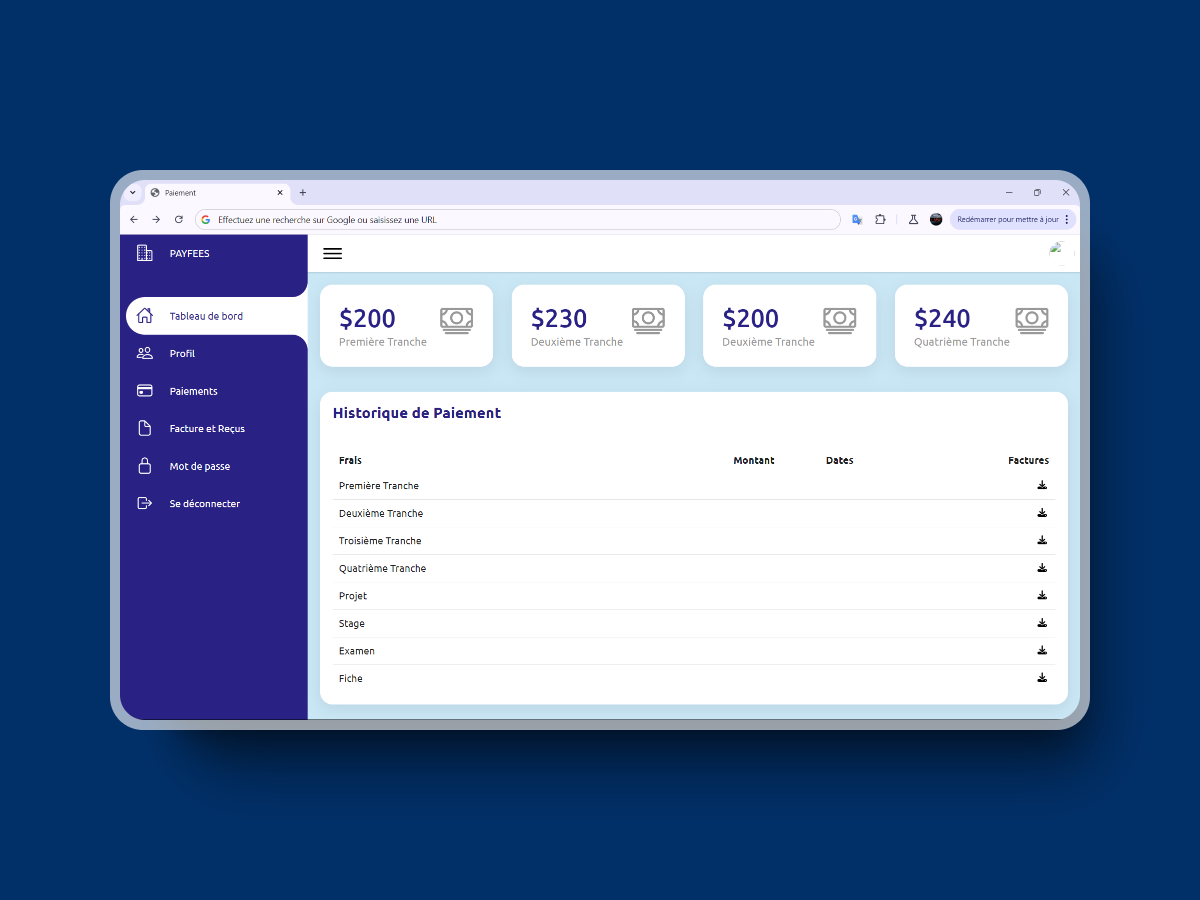 Paiement
Effectuez une recherche sur Google ou saisissez une URL
Redémarrer pour mettre à jour
PAYFEES
Tableau de bord
Profil
Paiements
Facture et Reçus
Mot de passe
Se déconnecter
$200
Première Tranche
$230
Deuxième Tranche
$200
Deuxième Tranche
$240
Quatrième Tranche
Historique de Paiement
Frais Montant Dates Factures
Première Tranche
Deuxième Tranche
Troisième Tranche
Quatrième Tranche
Projet
Stage
Examen
Fiche